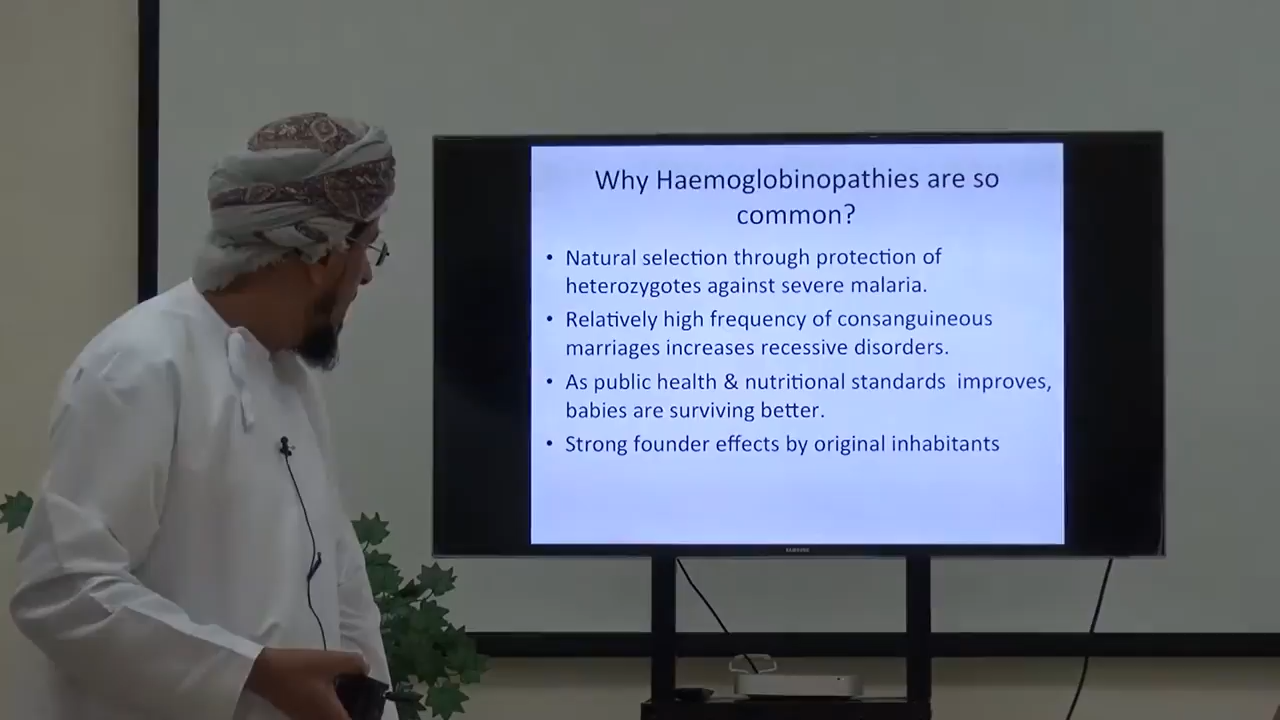 Why Haemoglobinopathies are so
common?
• Natural selection through protection of
heterozygotes against severe malaria.
• Relatively high frequency of consanguineous
marriages increases recessive disorders.
• As public health & nutritional standards  improves,
babies are surviving better.
• Strong founder effects by original inhabitants
SAMSUNG